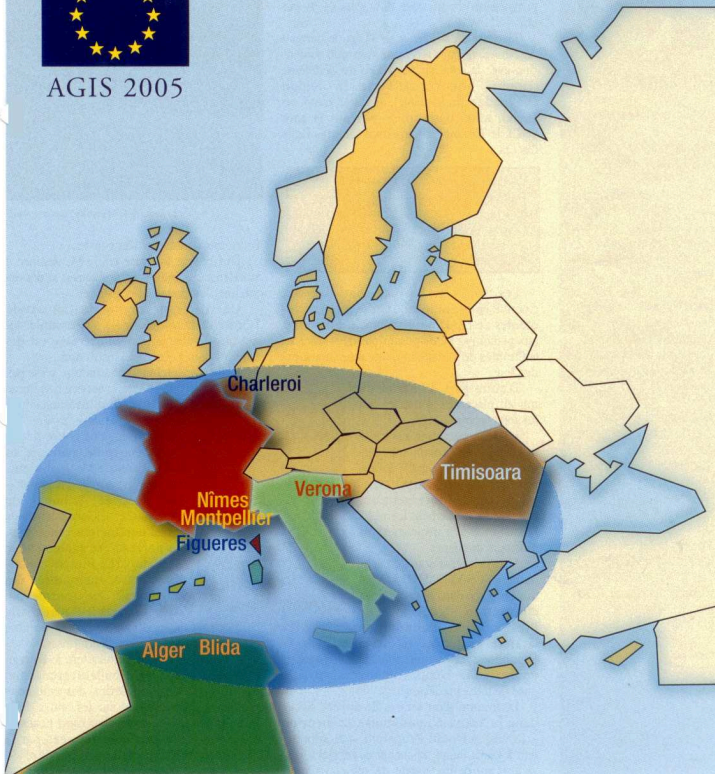 AGIS 2005
Charleroi
Timisoara
Verona
Nîmes
Montpellier
Figueres
Alger Blida